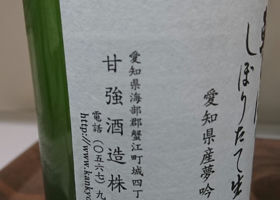 しぼりたて生
愛知県産夢吟
愛知県海部郡蟹江町城四丁
甘強酒造株
電話(〇五六七)九
http://www.kankyo